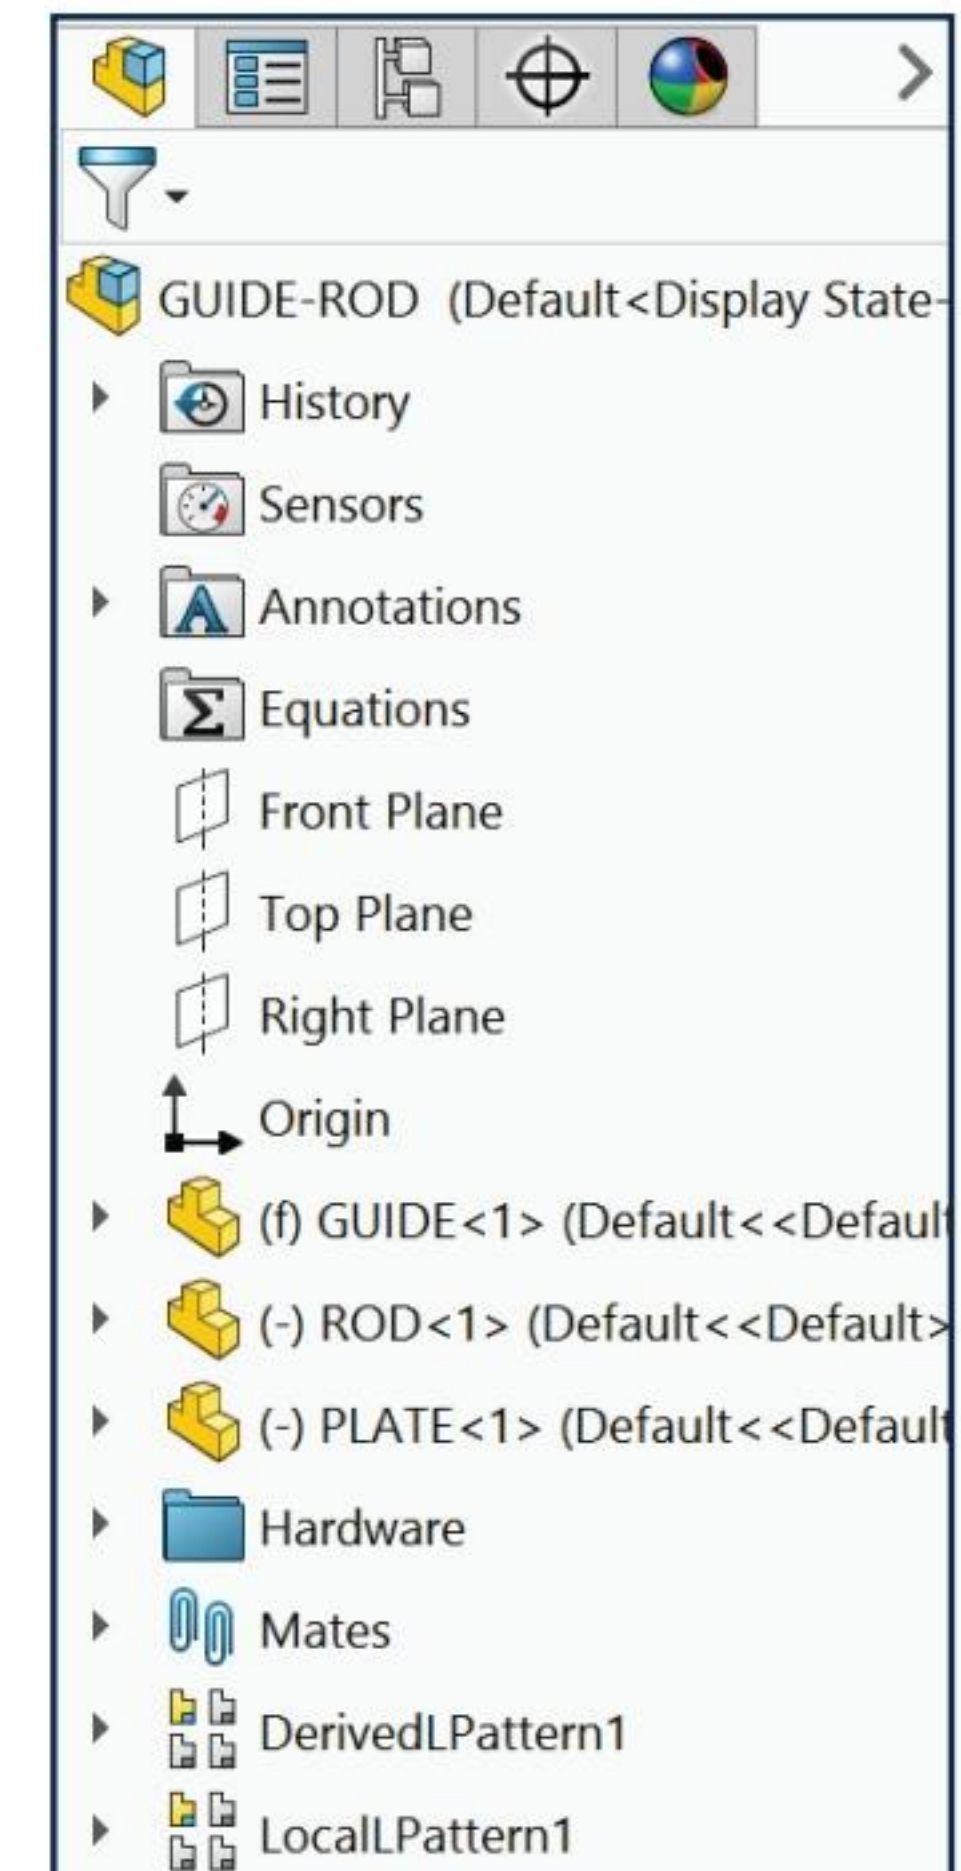 GUIDE-ROD (Default<Display State-
History
Sensors
Annotations
Equations
Front Plane
Top Plane
Right Plane
Origin
(f) GUIDE<1> (Default<<Default
(-) ROD<1> (Default<<Default>
(-) PLATE<1> (Default<<Default
Hardware
Mates
DerivedLPattern1
LocalLPattern1